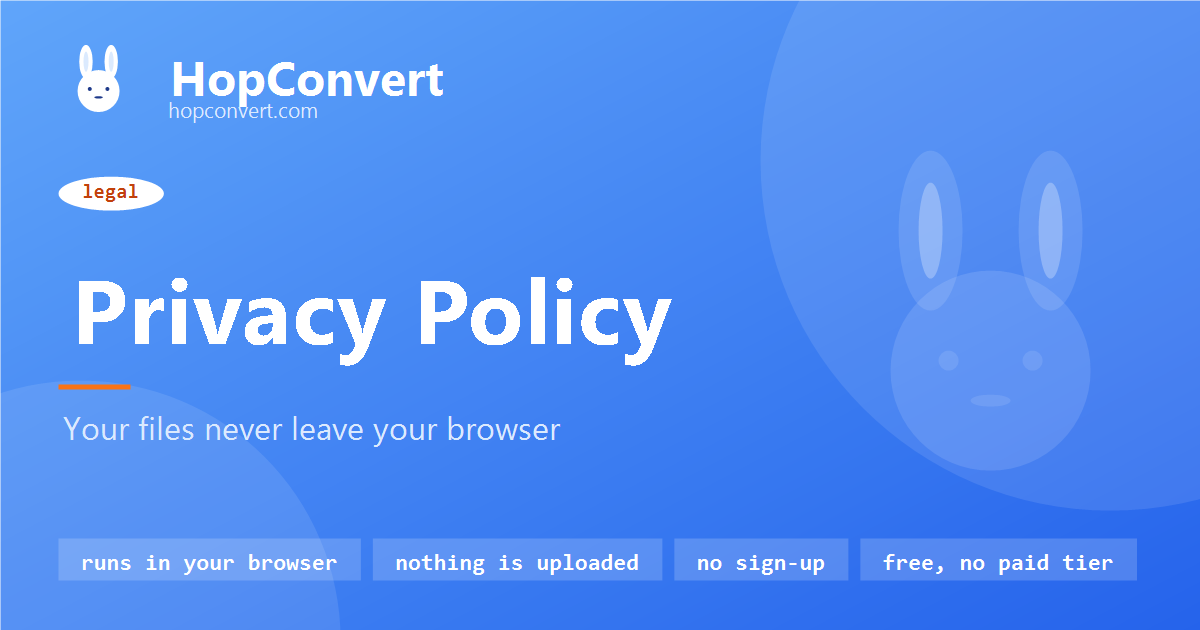 HopConvert
hopconvert.com
legal
Privacy Policy
Your files never leave your browser
runs in your browser
nothing is uploaded
no sign-up
free, no paid tier